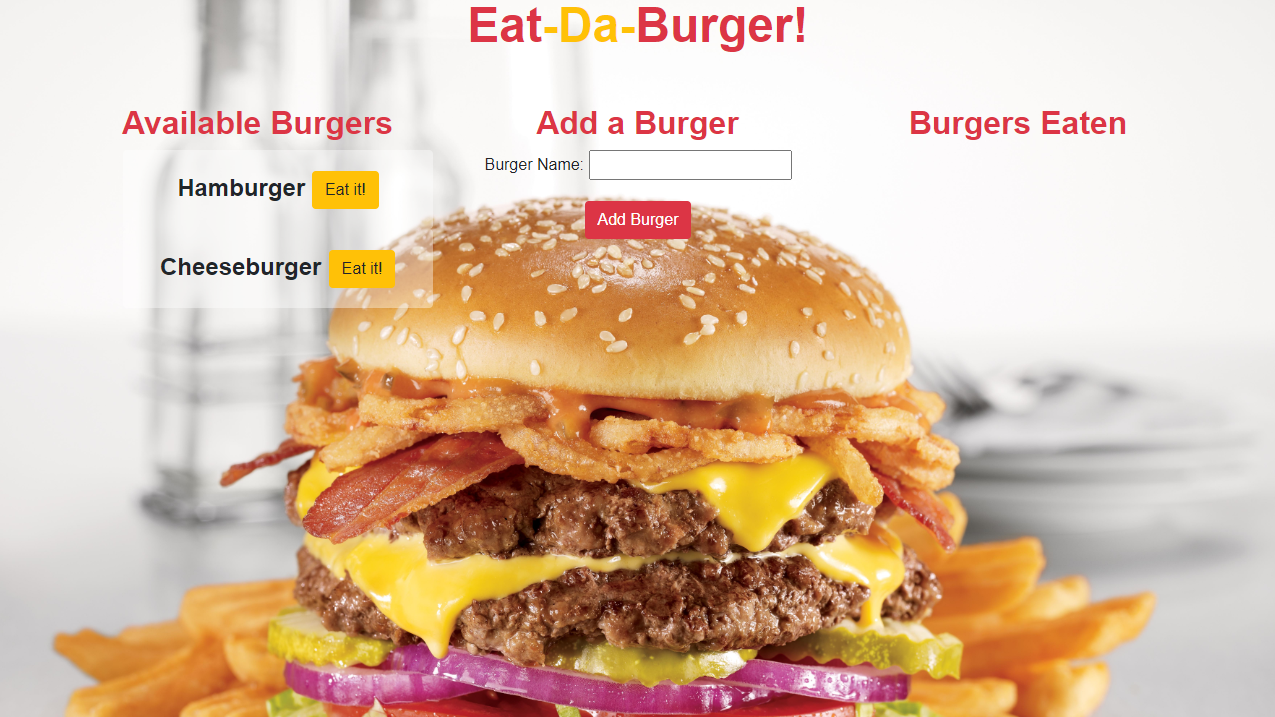 Eat-Da-Burger!
Available Burgers
Hamburger Eat it!
Cheeseburger Eat it!
Add a Burger
Burger Name:
Add Burger
Burgers Eaten